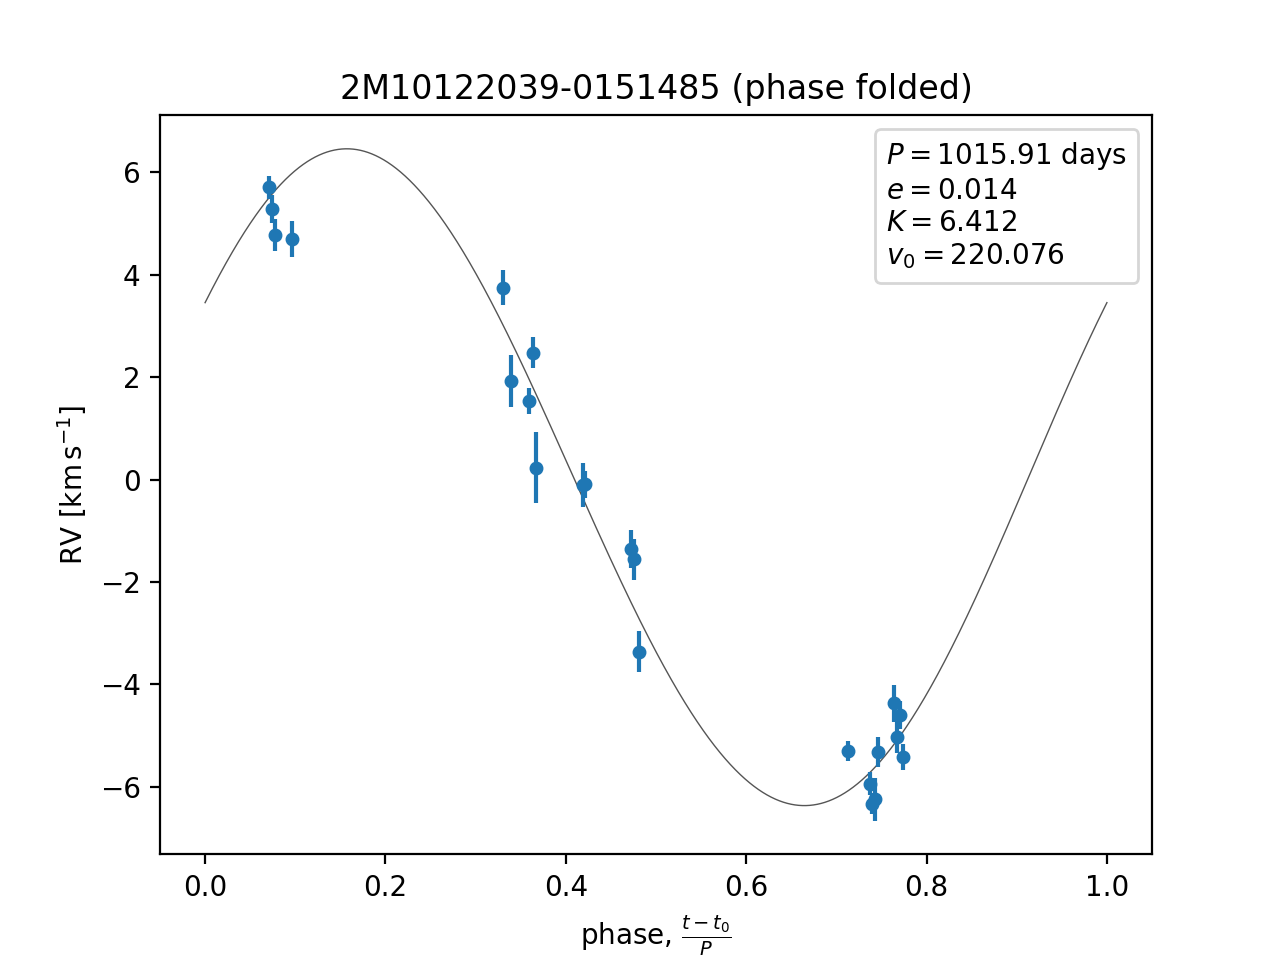 2M10122039-0151485 (phase folded)
P = 1015.91 days
e = 0.014
K = 6.412
v₀ = 220.076
6
4
2
0
−2
−4
−6
RV [km s⁻¹]
0.0 0.2 0.4 0.6 0.8 1.0
phase, (t − t₀)/P